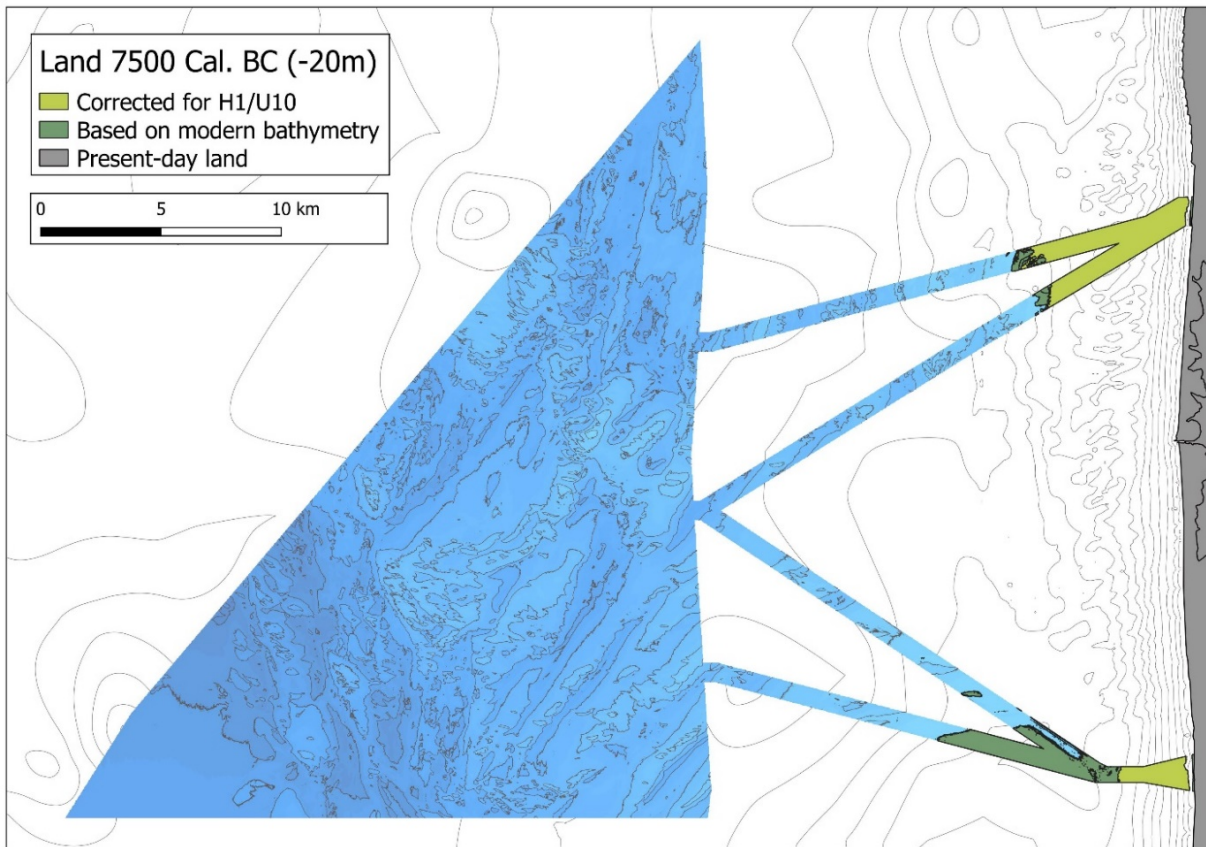 Land 7500 Cal. BC (-20m)
Corrected for H1/U10
Based on modern bathymetry
Present-day land
0 5 10 km